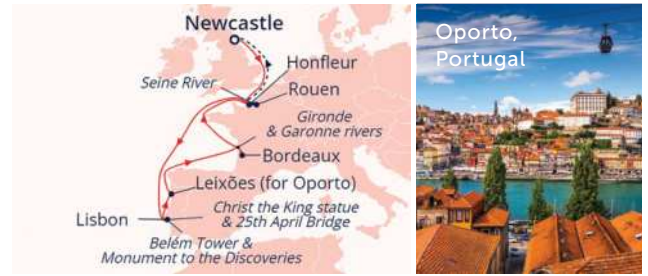 Newcastle
Honfleur
Seine River
Rouen
Gironde
& Garonne rivers
Bordeaux
Leixões (for Oporto)
Christ the King statue
& 25th April Bridge
Lisbon
Belém Tower &
Monument to the Discoveries
Oporto,
Portugal